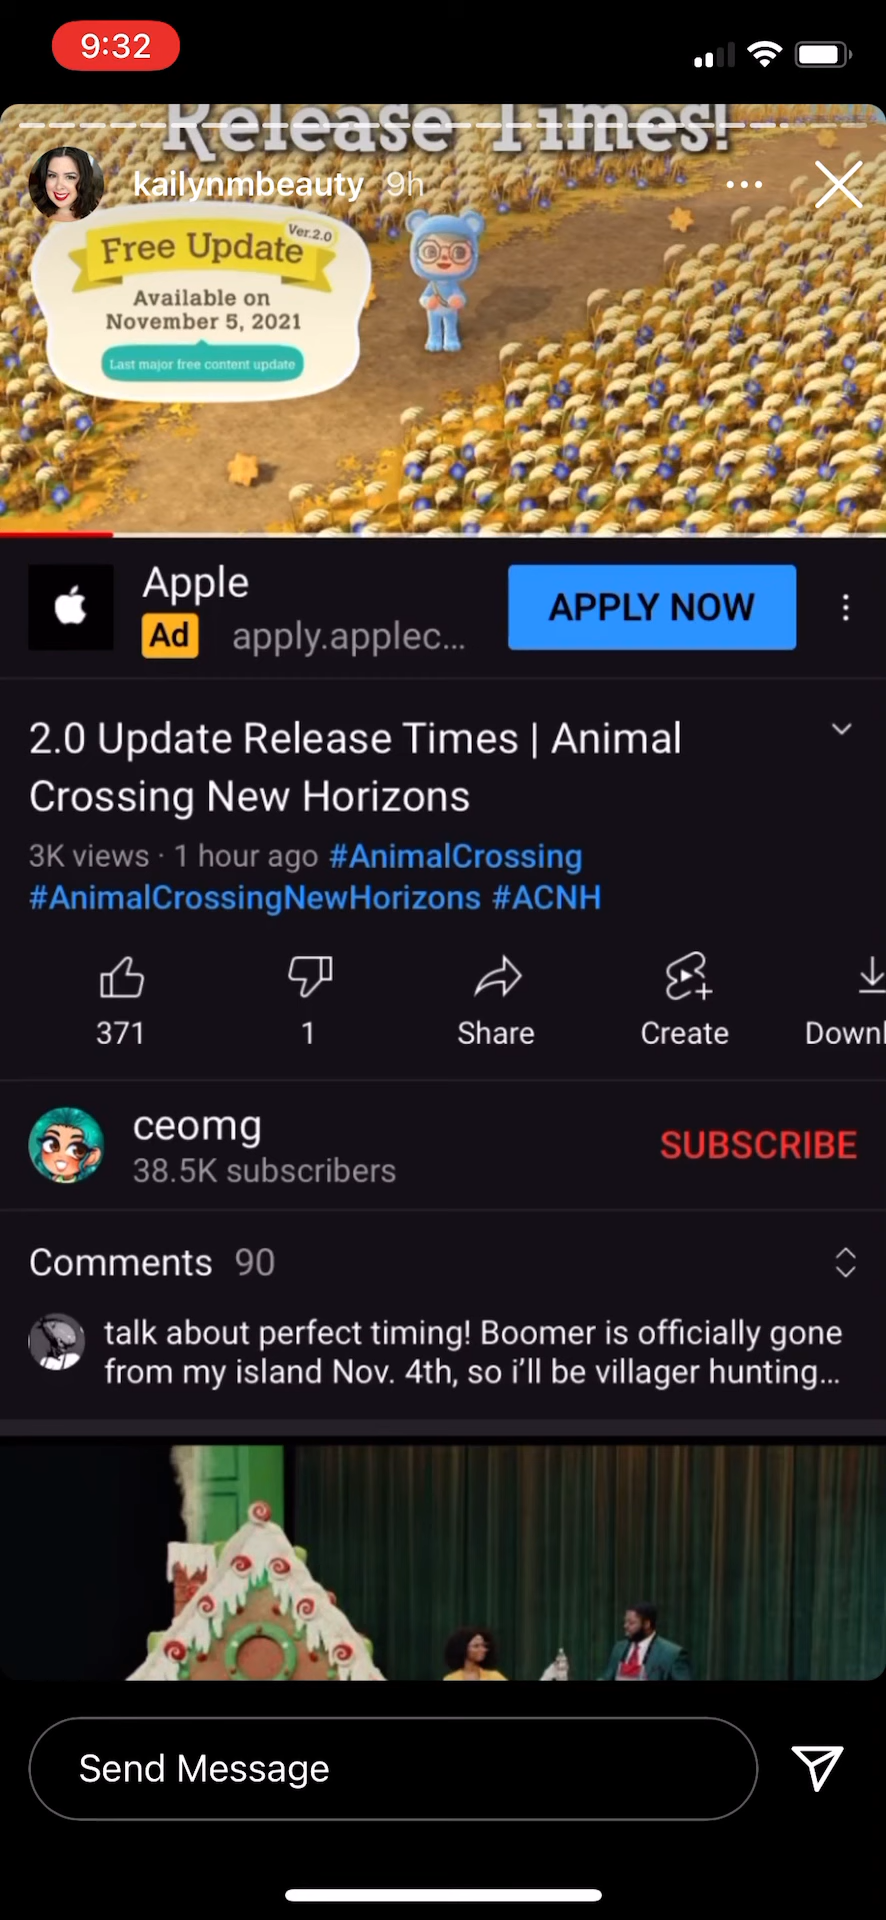 9:32
Release Times!
kailynmbeauty 9h
Ver.2.0
Free Update
Available on
November 5, 2021
Last major free content update
Apple
Ad apply.applec...
APPLY NOW
2.0 Update Release Times | Animal
Crossing New Horizons
3K views · 1 hour ago #AnimalCrossing
#AnimalCrossingNewHorizons #ACNH
371 1 Share Create Downl
ceomg
38.5K subscribers
SUBSCRIBE
Comments 90
talk about perfect timing! Boomer is officially gone
from my island Nov. 4th, so i’ll be villager hunting...
Send Message